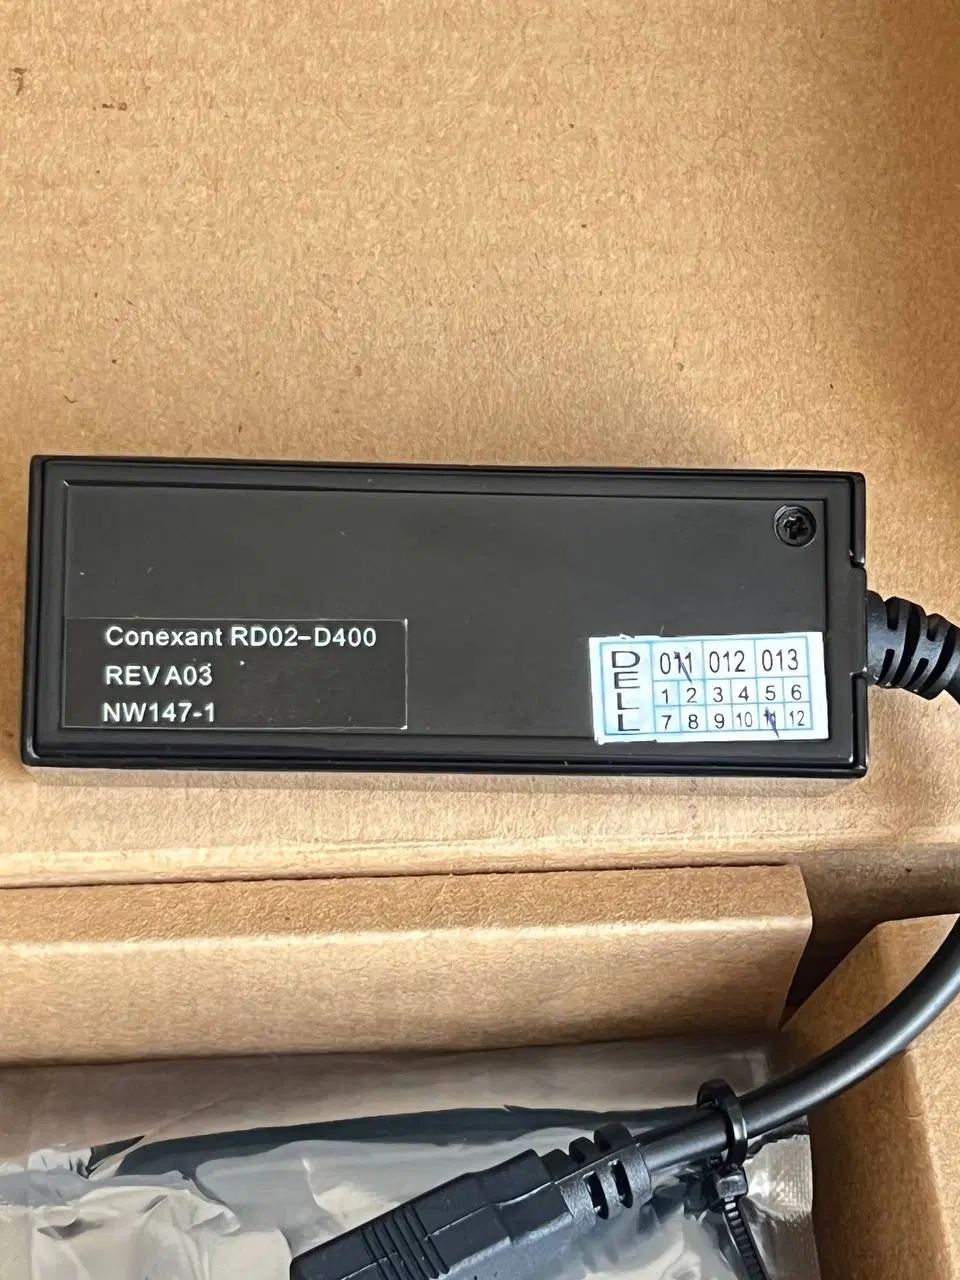 Conexant RD02-D400
REV A03
NW147-1
DELL
011 012 013
1 2 3 4 5 6
7 8 9 10 11 12